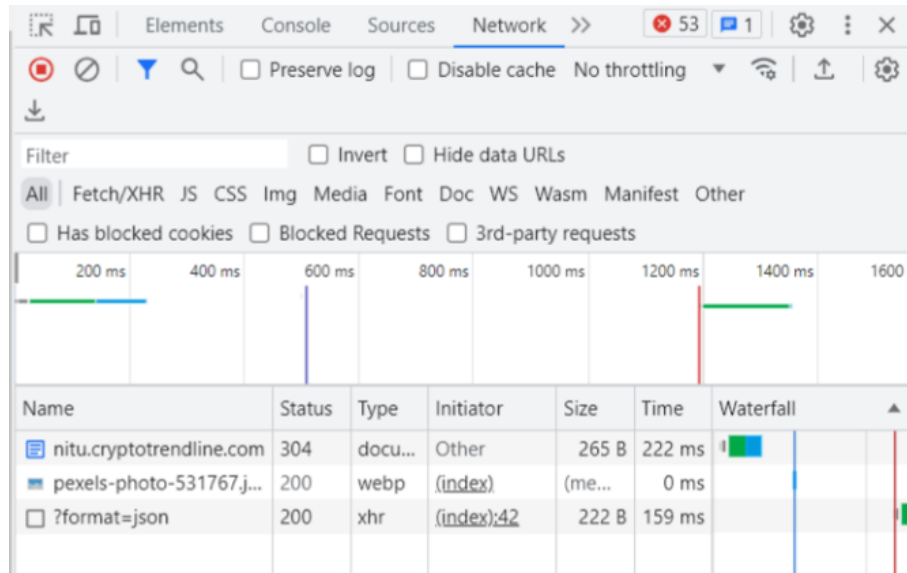 Elements Console Sources Network 53 1
Preserve log Disable cache No throttling
Filter Invert Hide data URLs
All Fetch/XHR JS CSS Img Media Font Doc WS Wasm Manifest Other
Has blocked cookies Blocked Requests 3rd-party requests
200 ms 400 ms 600 ms 800 ms 1000 ms 1200 ms 1400 ms 1600
Name Status Type Initiator Size Time Waterfall
nitu.cryptotrendline.com 304 docu... Other 265 B 222 ms
pexels-photo-531767.j... 200 webp (index) (me... 0 ms
?format=json 200 xhr (index):42 222 B 159 ms